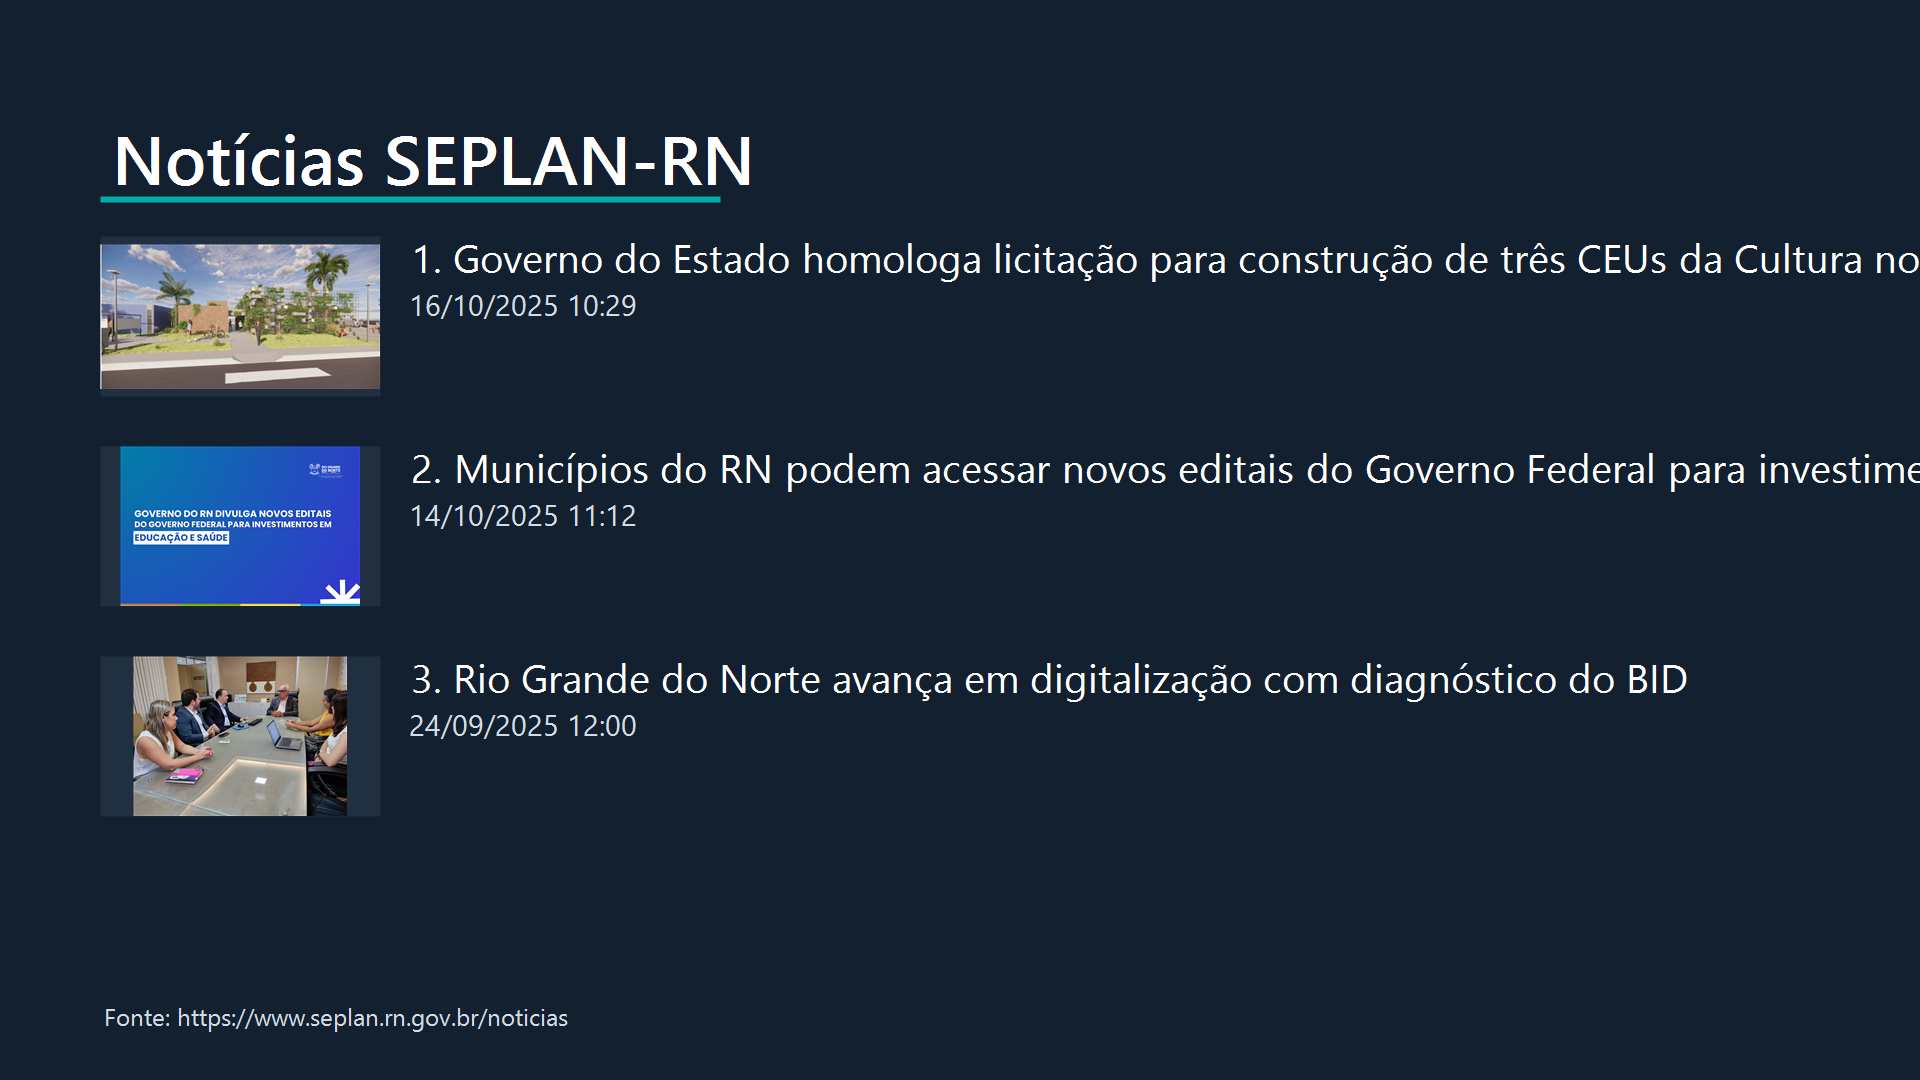 Notícias SEPLAN-RN
1. Governo do Estado homologa licitação para construção de três CEUs da Cultura no
16/10/2025 10:29
RIO GRANDE
DO NORTE
GOVERNO DO RN DIVULGA NOVOS EDITAIS
DO GOVERNO FEDERAL PARA INVESTIMENTOS EM
EDUCAÇÃO E SAÚDE
2. Municípios do RN podem acessar novos editais do Governo Federal para investime
14/10/2025 11:12
3. Rio Grande do Norte avança em digitalização com diagnóstico do BID
24/09/2025 12:00
Fonte: https://www.seplan.rn.gov.br/noticias